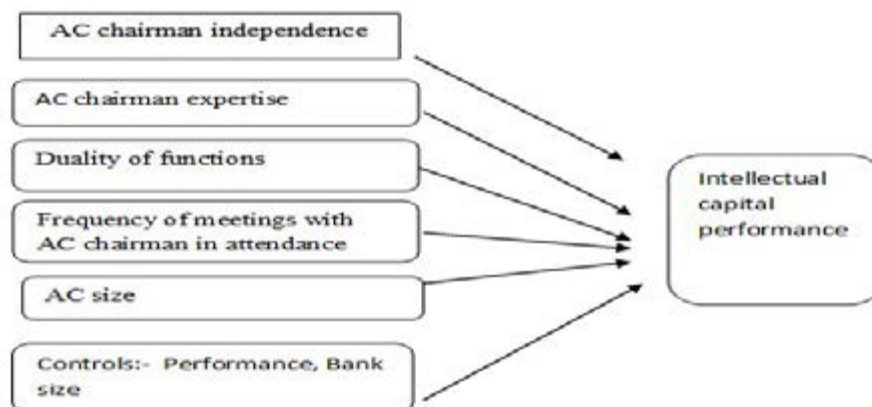 AC chairman independence
AC chairman expertise
Duality of functions
Frequency of meetings with
AC chairman in attendance
AC size
Controls:- Performance, Bank
size
Intellectual
capital
performance